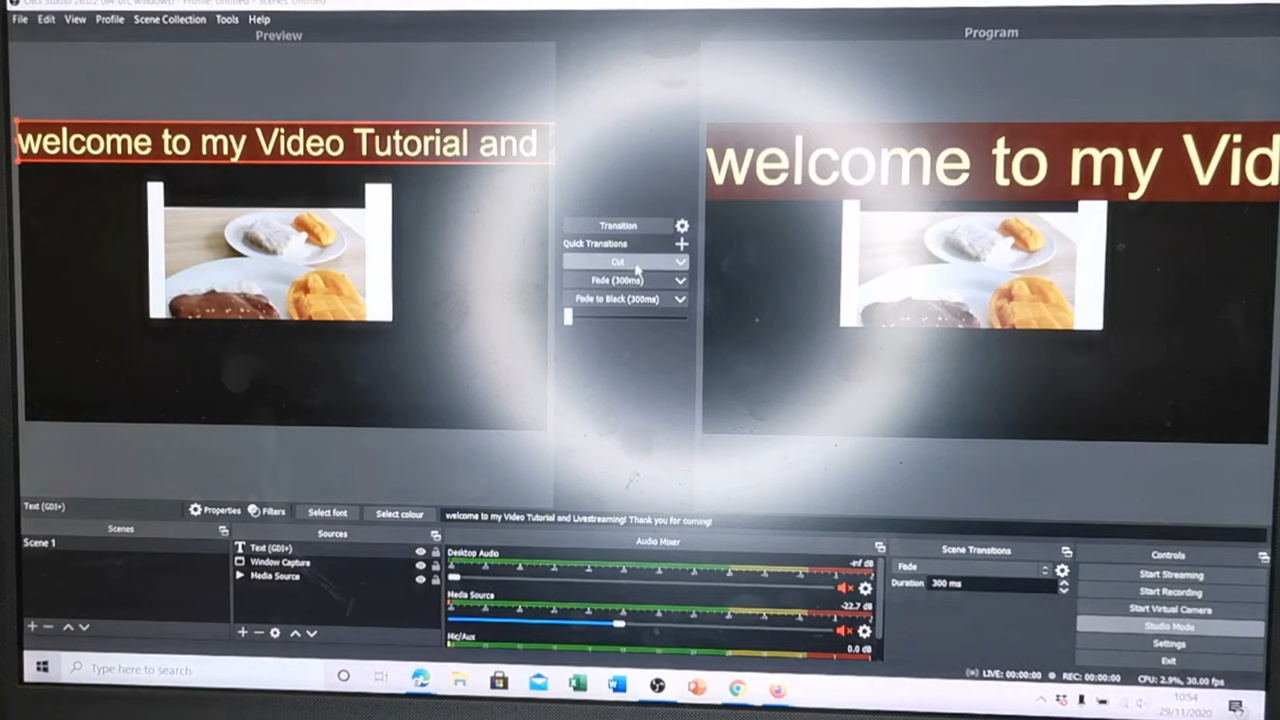 File Edit View Profile Scene Collection Tools Help
Preview
Program
welcome to my Video Tutorial and
welcome to my Vid
Transition
Quick Transitions
Cut
Fade (300ms)
Fade to Black (300ms)
Text (GDI+)
Properties
Filters
Select font
Select colour
welcome to my Video Tutorial and Livestreaming! Thank you for coming!
Scenes
Scene 1
Sources
Text (GDI+)
Window Capture
Media Source
Audio Mixer
Desktop Audio
-inf dB
Media Source
-22.7 dB
Mic/Aux
0.0 dB
Scene Transitions
Fade
Duration 300 ms
Controls
Start Streaming
Start Recording
Start Virtual Camera
Studio Mode
Settings
Exit
LIVE: 00:00:00 REC: 00:00:00 CPU: 2.9%, 30.00 fps
Type here to search
10:54
29/11/2020